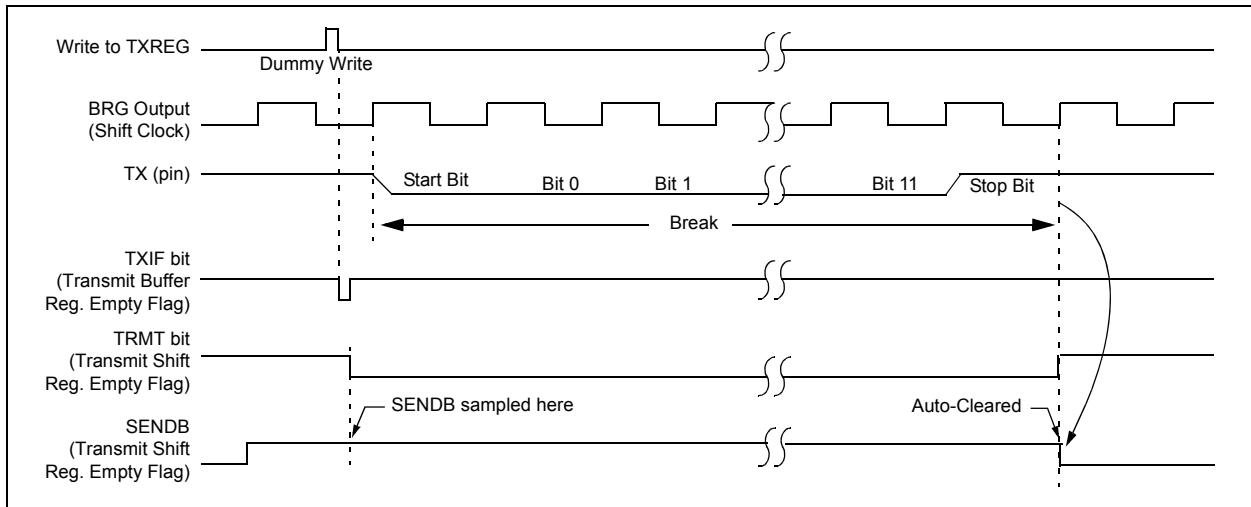 Write to TXREG
Dummy Write
BRG Output
(Shift Clock)
TX (pin)
Start Bit
Bit 0
Bit 1
Bit 11
Stop Bit
Break
TXIF bit
(Transmit Buffer
Reg. Empty Flag)
TRMT bit
(Transmit Shift
Reg. Empty Flag)
SENDB sampled here
Auto-Cleared
SENDB
(Transmit Shift
Reg. Empty Flag)